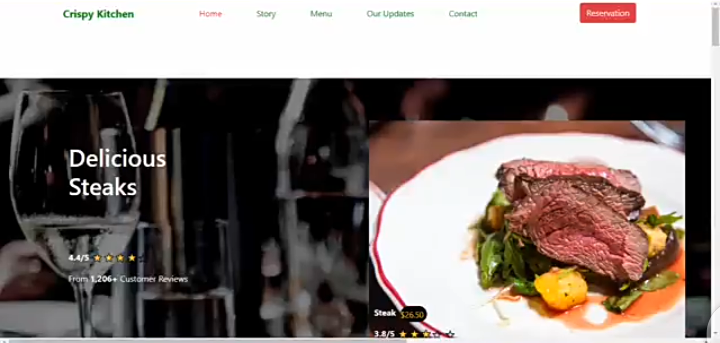 Crispy Kitchen Home Story Menu Our Updates Contact Reservation
Delicious
Steaks
4.4/5
From 1,206+ Customer Reviews
Steak $26.50
3.8/5